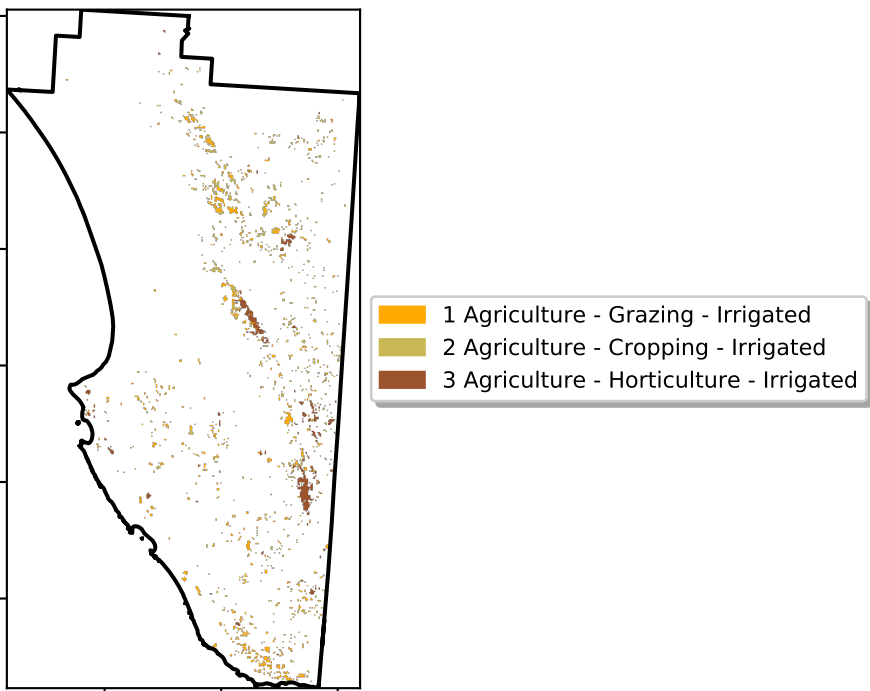 1 Agriculture - Grazing - Irrigated
2 Agriculture - Cropping - Irrigated
3 Agriculture - Horticulture - Irrigated